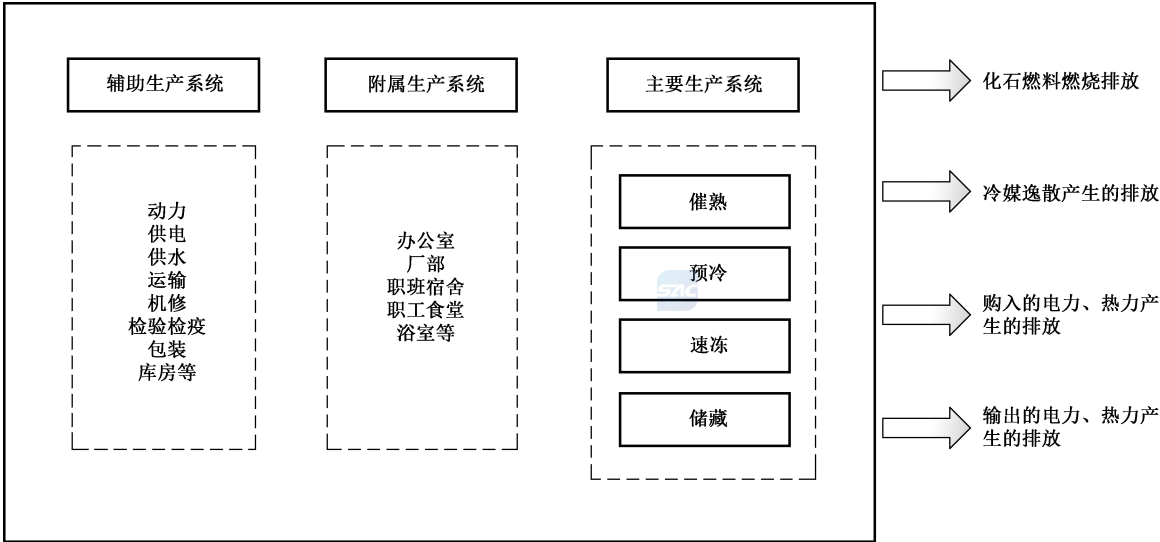 辅助生产系统
动力
供电
供水
运输
机修
检验检疫
包装
库房等
附属生产系统
办公室
厂部
职班宿舍
职工食堂
浴室等
主要生产系统
催熟
预冷
SAC
速冻
储藏
化石燃料燃烧排放
冷媒逸散产生的排放
购入的电力、热力产
生的排放
输出的电力、热力产
生的排放